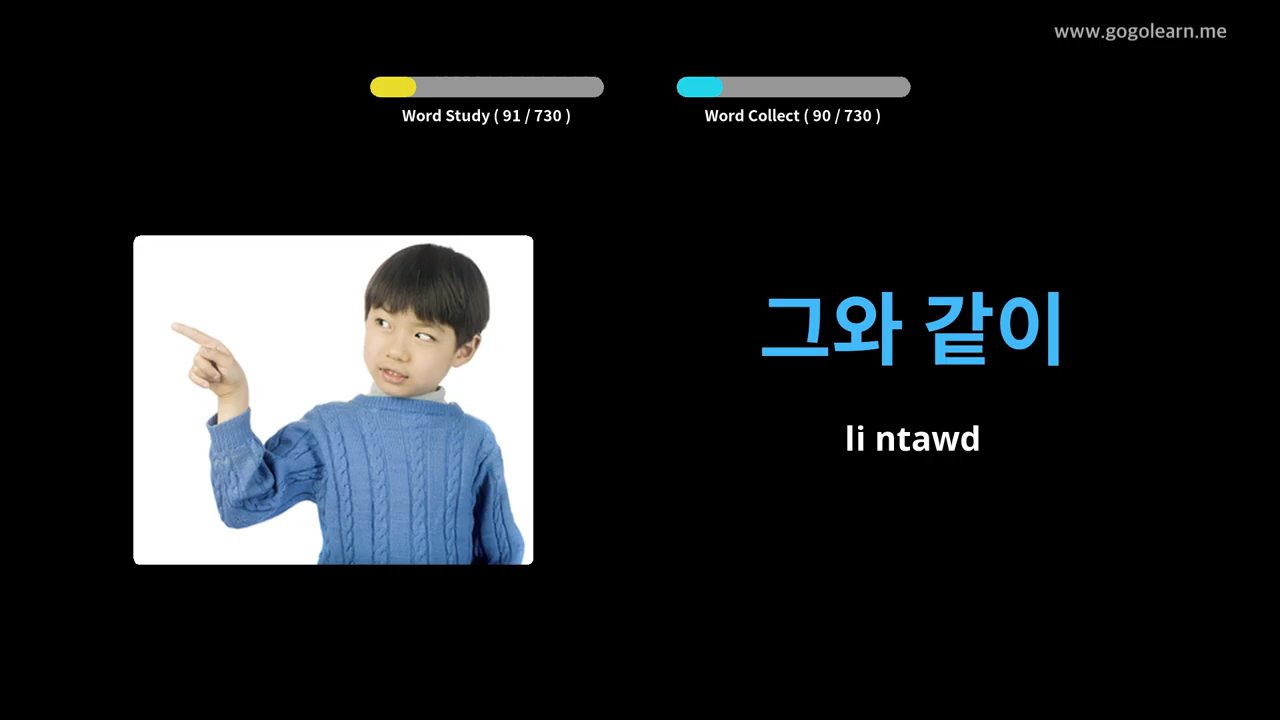 www.gogolearn.me
Word Study ( 91 / 730 )
Word Collect ( 90 / 730 )
그와 같이
li ntawd